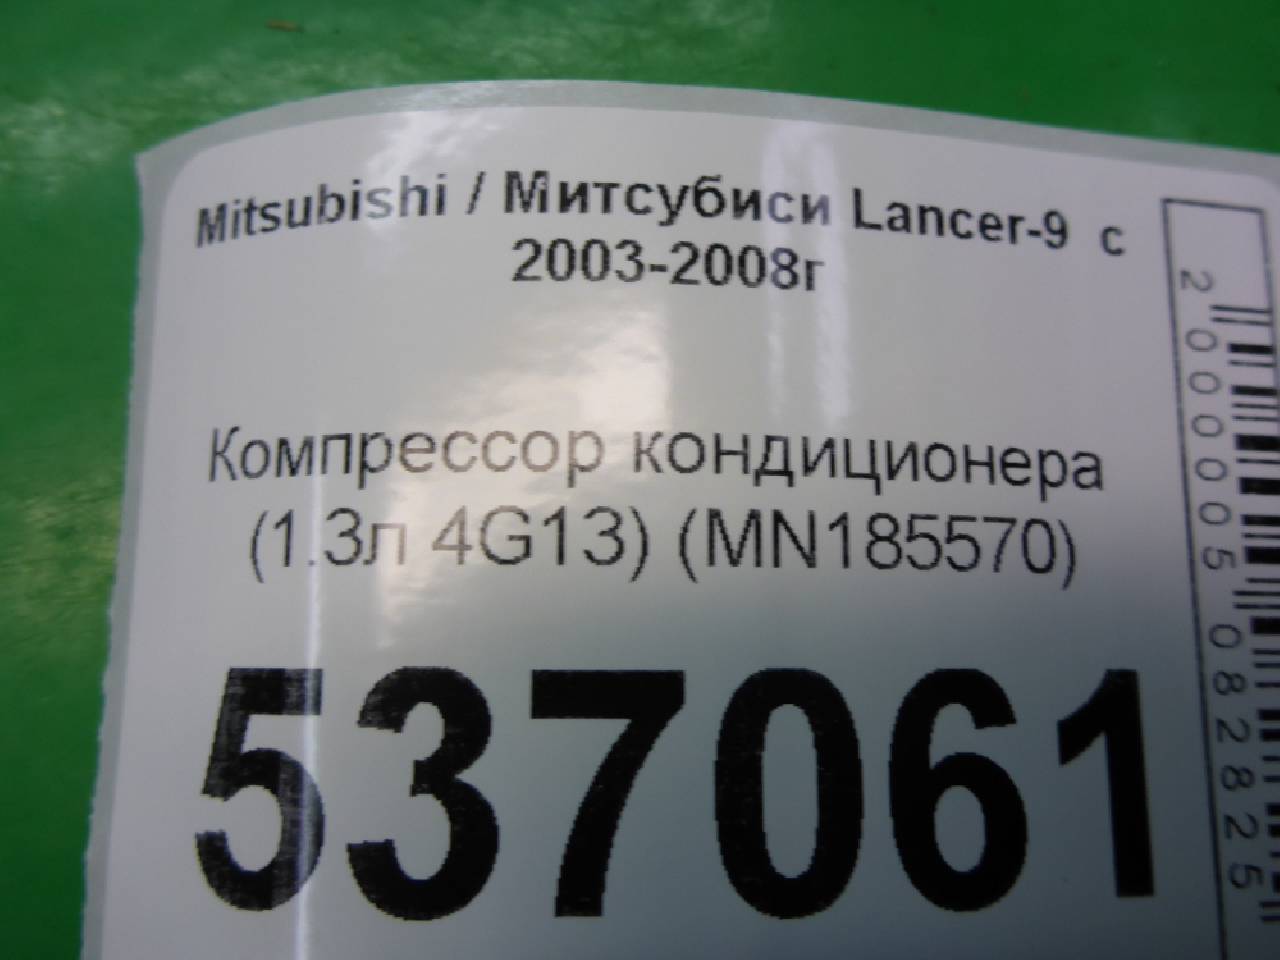 Mitsubishi / Митсубиси Lancer-9 с
2003-2008г
Компрессор кондиционера
(1.3л 4G13) (MN185570)
537061
2000005082825